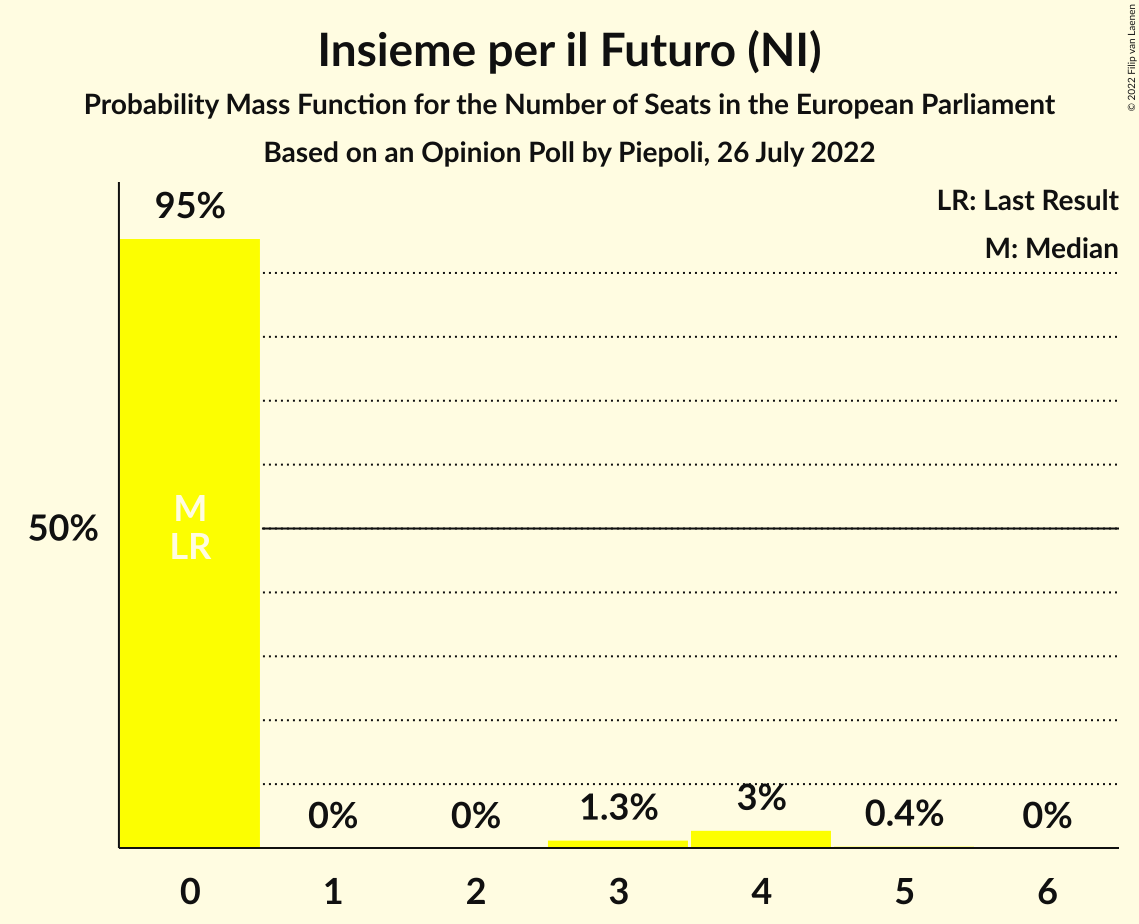 Insieme per il Futuro (NI)
Probability Mass Function for the Number of Seats in the European Parliament
Based on an Opinion Poll by Piepoli, 26 July 2022
© 2022 Filip van Laenen
LR: Last Result
M: Median
95%
50%
M
LR
0%
0%
1.3%
3%
0.4%
0%
0
1
2
3
4
5
6